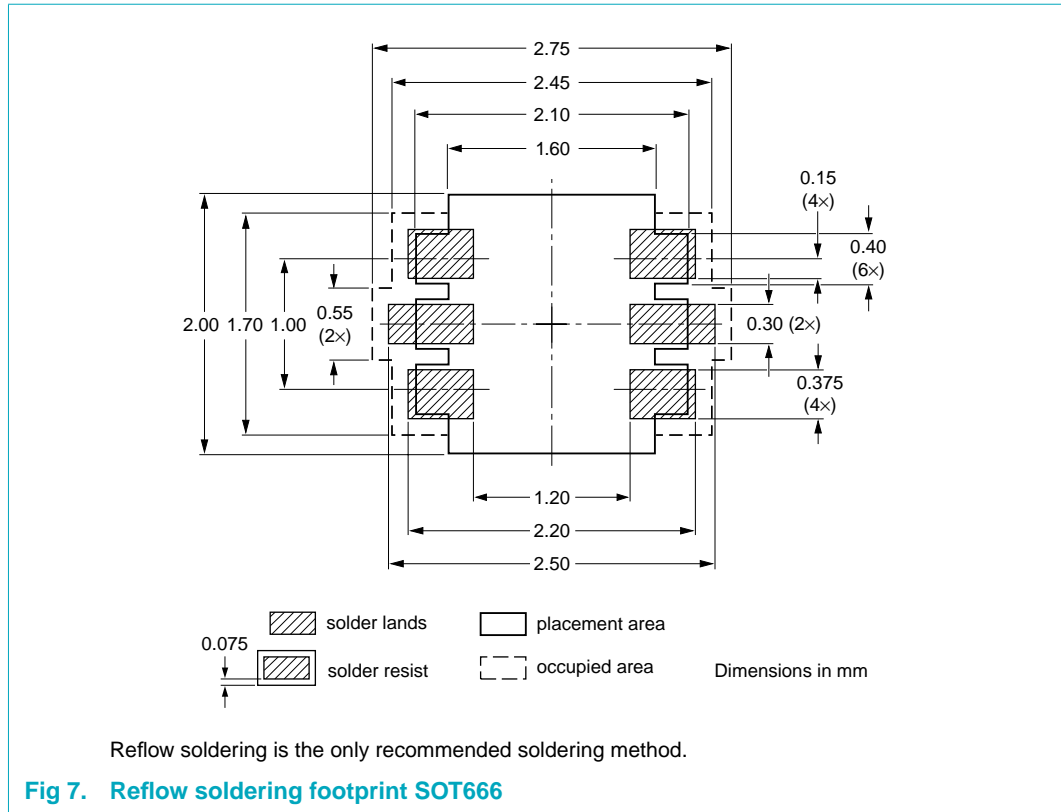 2.75
2.45
2.10
1.60
0.15
(4×)
0.40
(6×)
2.00 1.70 1.00 0.55
(2×)
0.30 (2×)
0.375
(4×)
1.20
2.20
2.50
solder lands
placement area
0.075
solder resist
occupied area
Dimensions in mm
Reflow soldering is the only recommended soldering method.
Fig 7. Reflow soldering footprint SOT666